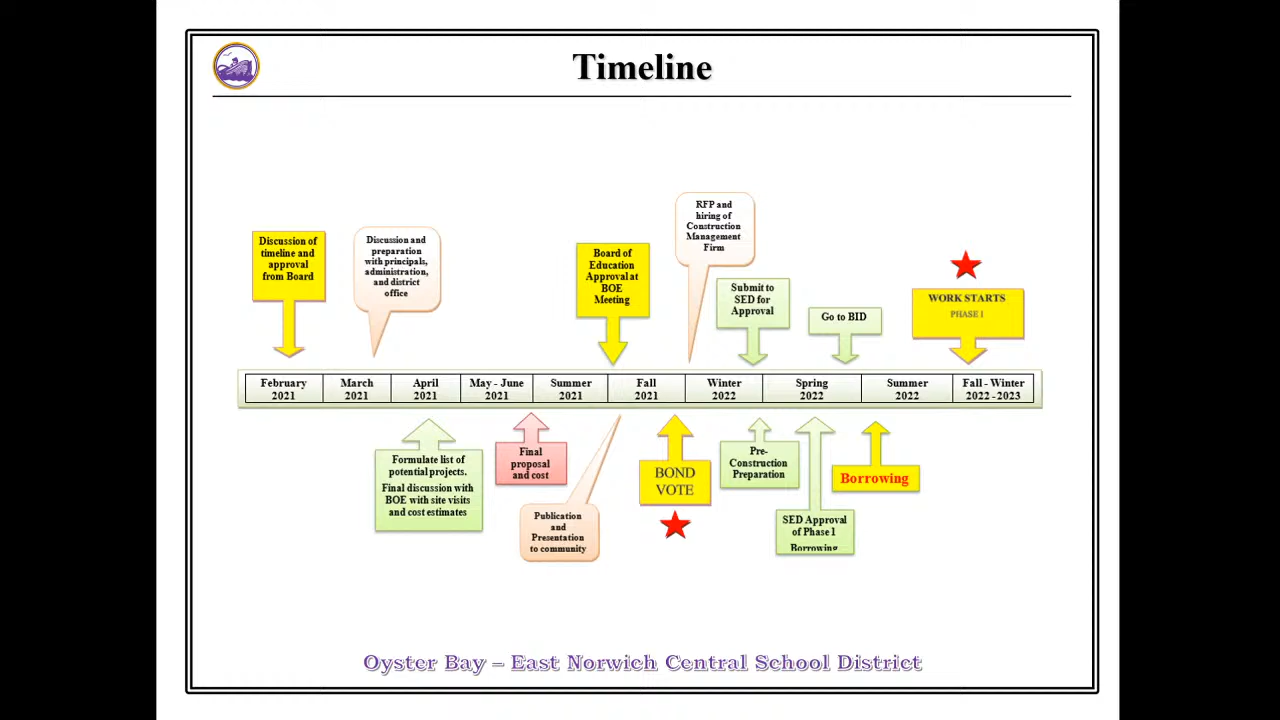 Timeline
Discussion of
timeline and
approval
from Board
Discussion and
preparation
with principals,
administration,
and district
office
Board of
Education
Approval at
BOE
Meeting
RFP and
hiring of
Construction
Management
Firm
Submit to
SED for
Approval
Go to BID
WORK STARTS
PHASE 1
February
2021
March
2021
April
2021
May - June
2021
Summer
2021
Fall
2021
Winter
2022
Spring
2022
Summer
2022
Fall - Winter
2022 - 2023
Formulate list of
potential projects.
Final discussion with
BOE with site visits
and cost estimates
Final
proposal
and cost
Publication
and
Presentation
to community
BOND
VOTE
Pre-
Construction
Preparation
SED Approval
of Phase 1
Borrowing
Borrowing
Oyster Bay – East Norwich Central School District